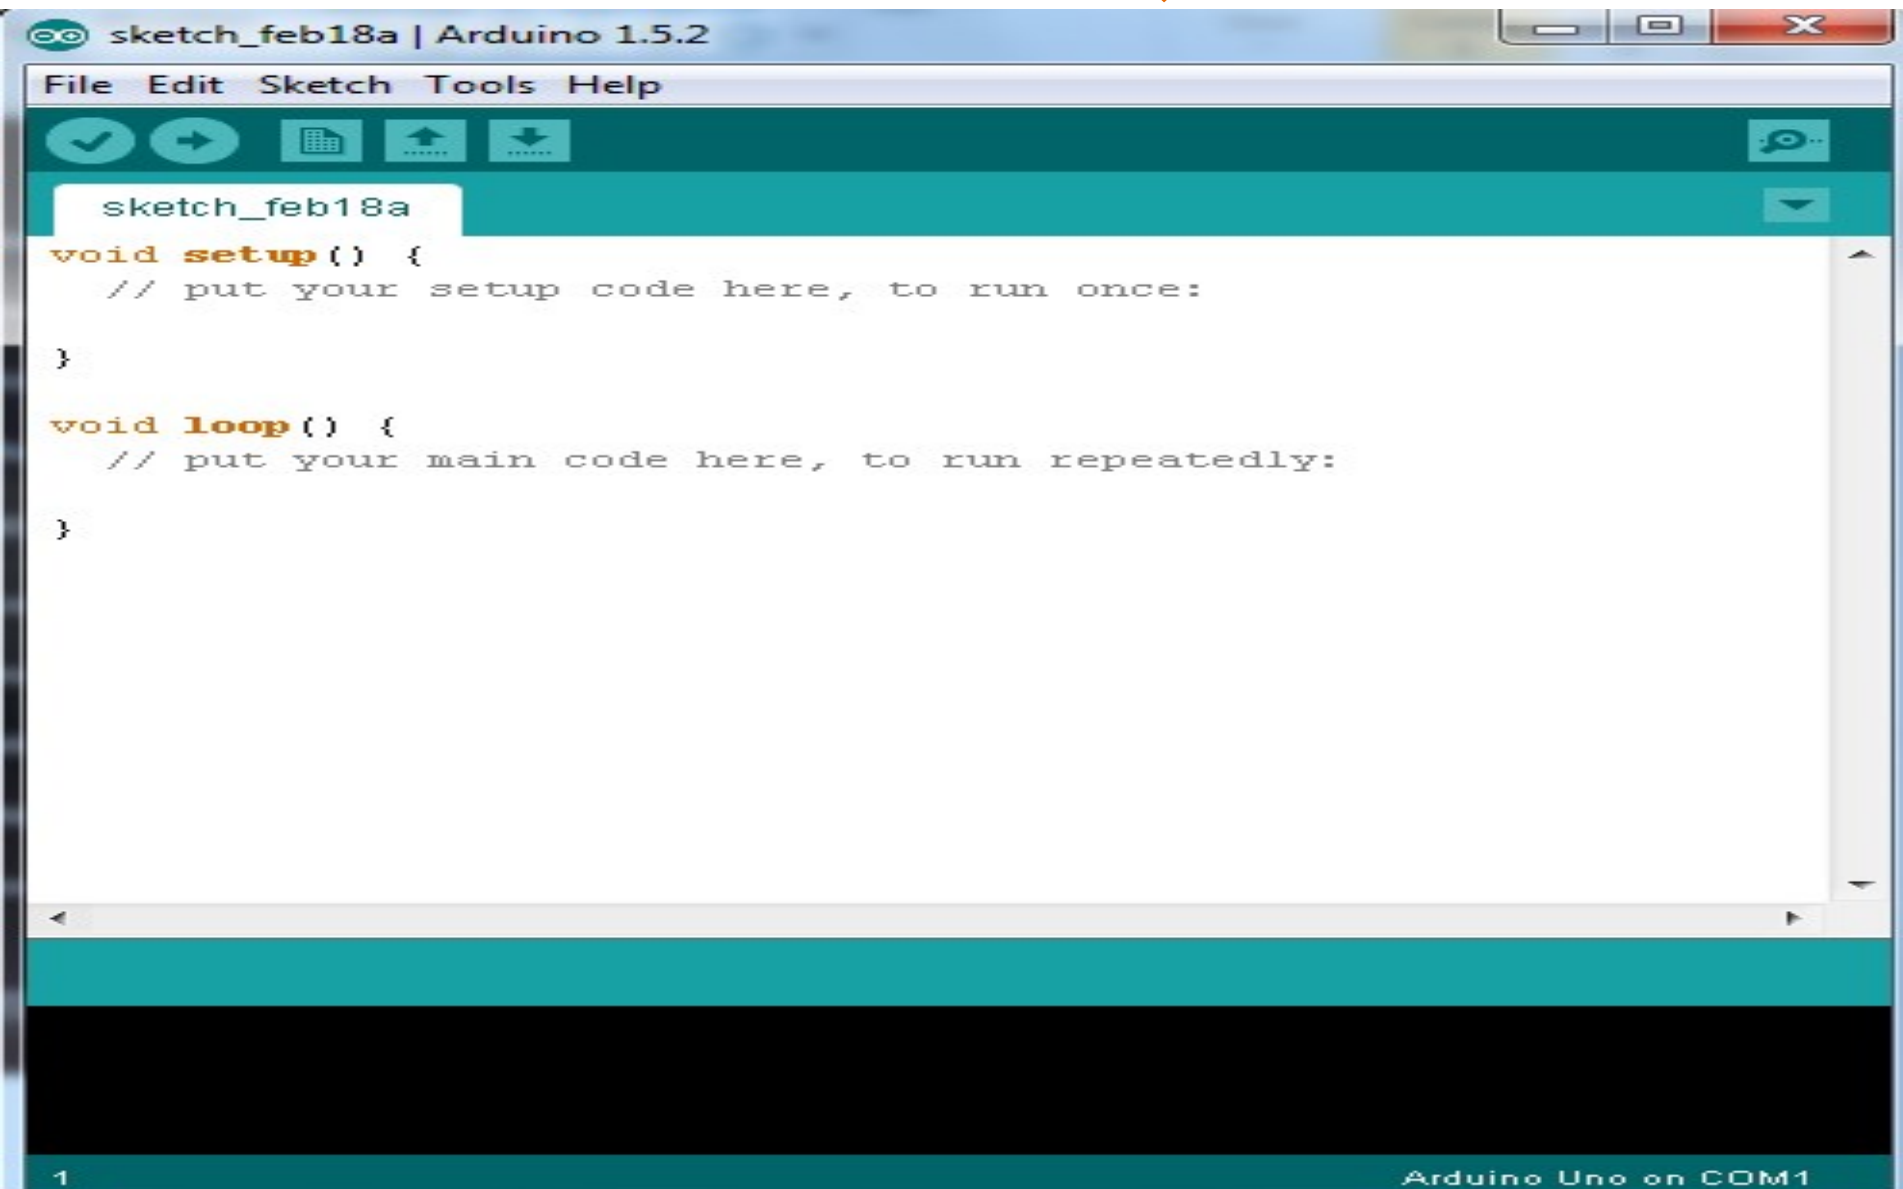 sketch_feb18a | Arduino 1.5.2
File Edit Sketch Tools Help
sketch_feb18a
void setup() {
  // put your setup code here, to run once:
}
void loop() {
  // put your main code here, to run repeatedly:
}
1 Arduino Uno on COM1